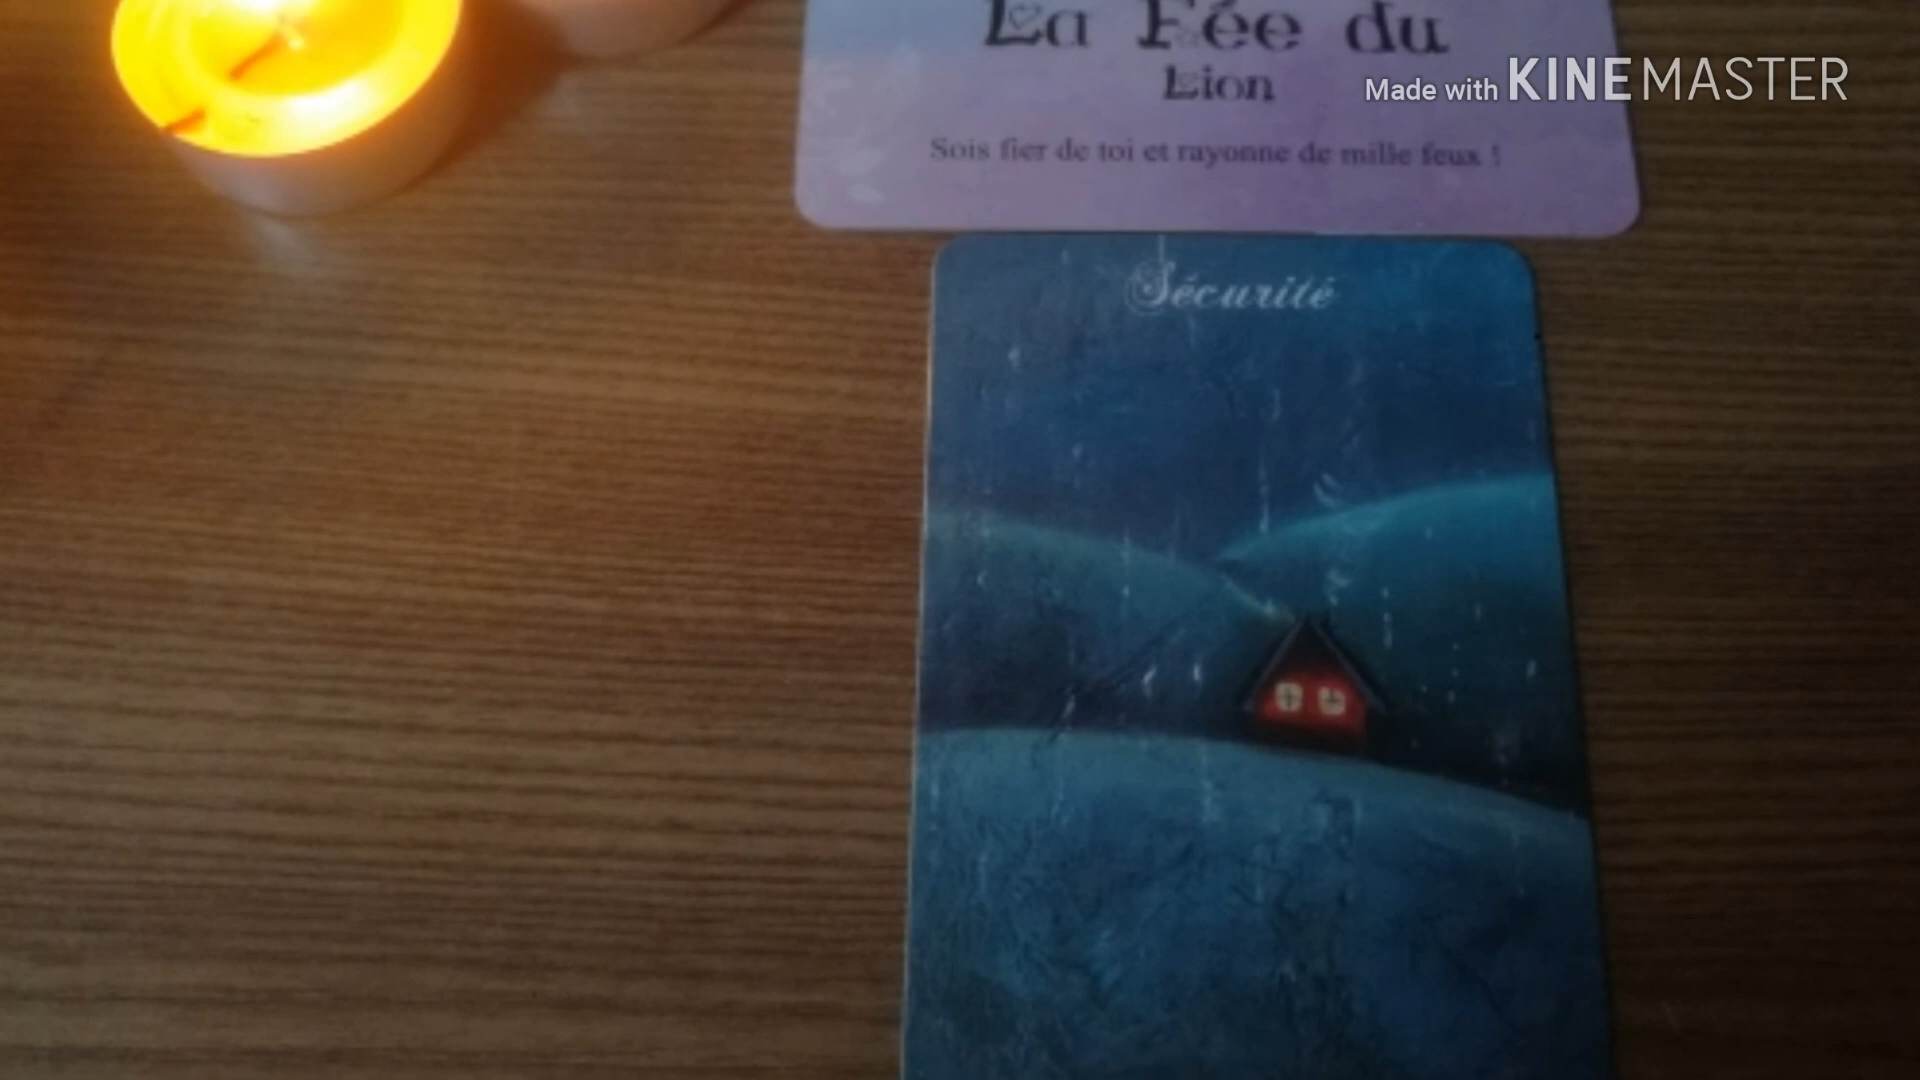 La Fée du
Lion
Made with KINEMASTER
Sois fier de toi et rayonne de mille feux !
Sécurité